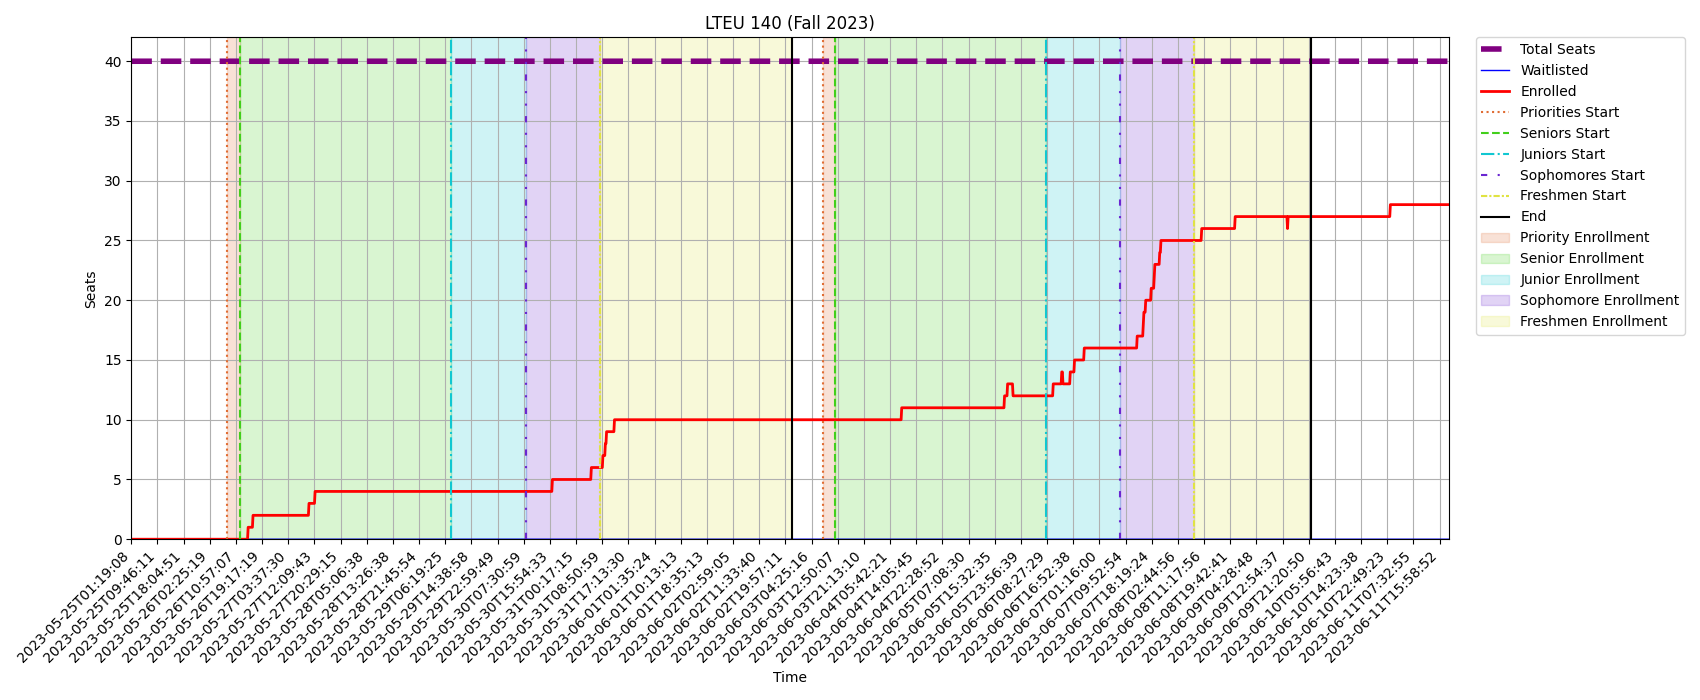 LTEU 140 (Fall 2023)
Seats
40
35
30
25
20
15
10
5
0
2023-05-25T01:19:08
2023-05-25T09:46:11
2023-05-25T18:04:51
2023-05-26T02:25:19
2023-05-26T10:57:07
2023-05-26T19:17:19
2023-05-27T03:37:30
2023-05-27T12:09:43
2023-05-27T20:29:15
2023-05-28T05:06:38
2023-05-28T13:26:38
2023-05-28T21:45:54
2023-05-29T06:19:25
2023-05-29T14:38:58
2023-05-29T22:59:49
2023-05-30T07:30:59
2023-05-30T15:54:33
2023-05-31T00:17:15
2023-05-31T08:50:59
2023-05-31T17:13:30
2023-06-01T01:35:24
2023-06-01T10:13:13
2023-06-01T18:35:13
2023-06-02T02:59:05
2023-06-02T11:33:40
2023-06-02T19:57:11
2023-06-03T04:25:16
2023-06-03T12:50:07
2023-06-03T21:13:10
2023-06-04T05:42:21
2023-06-04T14:05:45
2023-06-04T22:28:52
2023-06-05T07:08:30
2023-06-05T15:32:35
2023-06-05T23:56:39
2023-06-06T08:27:29
2023-06-06T16:52:38
2023-06-07T01:16:00
2023-06-07T09:52:54
2023-06-07T18:19:24
2023-06-08T02:44:56
2023-06-08T11:17:56
2023-06-08T19:42:41
2023-06-09T04:28:48
2023-06-09T12:54:37
2023-06-09T21:20:50
2023-06-10T05:56:43
2023-06-10T14:23:38
2023-06-10T22:49:23
2023-06-11T07:32:55
2023-06-11T15:58:52
Time
Total Seats
Waitlisted
Enrolled
Priorities Start
Seniors Start
Juniors Start
Sophomores Start
Freshmen Start
End
Priority Enrollment
Senior Enrollment
Junior Enrollment
Sophomore Enrollment
Freshmen Enrollment